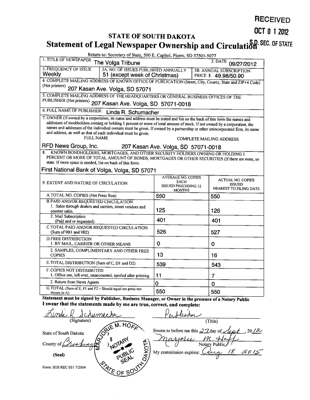 RECEIVED
OCT 01 2012
S.D. SEC. OF STATE
STATE OF SOUTH DAKOTA
Statement of Legal Newspaper Ownership and Circulation
Return to: Secretary of State, 500 E. Capitol, Pierre, SD 57501-5077
1. TITLE OF NEWSPAPER The Volga Tribune
2. DATE 09/27/2012
3. FREQUENCY OF ISSUE Weekly
3A. NO. OF ISSUES PUBLISHED ANNUALLY 51 (except week of Christmas)
3B. ANNUAL SUBSCRIPTION PRICE $ 49.98/50.90
4. COMPLETE MAILING ADDRESS OF KNOWN OFFICE OF PUBLICATION (Street, City, County, State and ZIP+4 Code) (Not printers)
207 Kasan Ave. Volga, SD 57071
5. COMPLETE MAILING ADDRESS OF THE HEADQUARTERS OR GENERAL BUSINESS OFFICES OF THE PUBLISHER (Not printers)
207 Kasan Ave. Volga, SD 57071-0018
6. FULL NAME OF PUBLISHER Linda R. Schumacher
7. OWNER (If owned by a corporation, its name and address must be stated and also on the back of this form the names and addresses of stockholders owning or holding 1 percent or more of total amount of stock. If not owned by a corporation, the names and addresses of the individual owners must be given. If owned by a partnership or other unincorporated firm, its name and address, as well as that of each individual must be given.
FULL NAME COMPLETE MAILING ADDRESS
RFD News Group, Inc. 207 Kasan Ave. Volga, SD 57071-0018
8. KNOWN BONDHOLDERS, MORTGAGES, AND OTHER SECURITY HOLDERS OWNING OR HOLDING 1 PERCENT OR MORE OF TOTAL AMOUNT OF BONDS, MORTGAGES OR OTHER SECURITIES (If there are none, so state. If more space is needed, list on back of this form.
First National Bank of Volga, Volga, SD 57071
9. EXTENT AND NATURE OF CIRCULATION
AVERAGE NO. COPIES EACH ISSUED PRECEDING 12 MONTHS
ACTUAL NO. COPIES ISSUED NEAREST TO FILING DATE
A. TOTAL NO. COPIES (Net Press Run) 550 550
B. PAID AND/OR REQUESTED CIRCULATION
1. Sales through dealers and carriers, street vendors and counter sales. 125 126
2. Mail Subscription (Paid and or requested) 401 401
C. TOTAL PAID AND/OR REQUESTED CIRCULATION (Sum of 9B1 and 9B2) 526 527
D. FREE DISTRIBUTION
1. BY MAIL, CARRIER OR OTHER MEANS 0 0
2. SAMPLES, COMPLIMENTARY AND OTHER FREE COPIES 13 16
E. TOTAL DISTRIBUTION (Sum of C, D1 and D2) 539 543
F. COPIES NOT DISTRIBUTED
1. Office use, left over, unaccounted, spoiled after printing 11 7
2. Return from News Agents 0 0
G. TOTAL (Sum of E, F1 and F2 - Should equal net press run shown in A) 550 550
Statement must be signed by Publisher, Business Manager, or Owner in the presence of a Notary Public
I swear that the statements made by me are true, correct, and complete:
Linda R Schumacher Publisher
(Signature) (Title)
State of South Dakota
County of Brookings
(Seal)
MARJORIE M. HOFF
NOTARY PUBLIC
SEAL
STATE OF SOUTH DAKOTA
Sworn to before me this 27 day of Sept 2012
Marjorie M. Hoff
Notary Public
My commission expires: Aug 18 2015
Form: SOS REC 051 7/2004